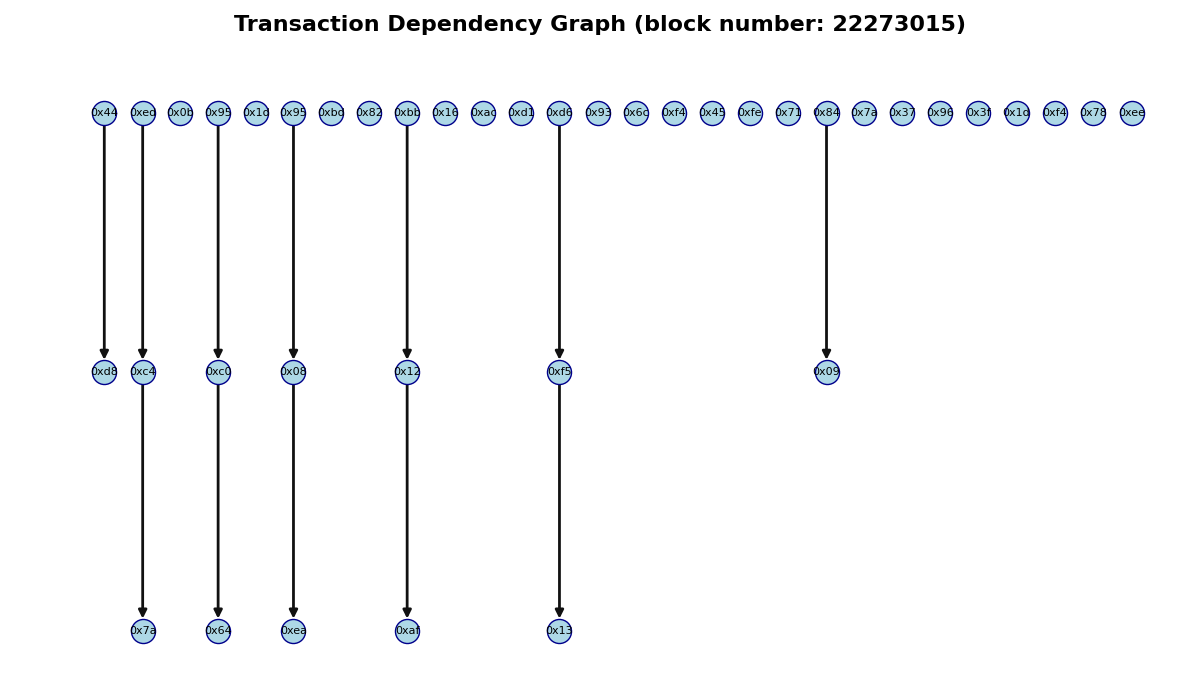 Transaction Dependency Graph (block number: 22273015)
0x44 0xed 0x0b 0x95 0x1d 0x95 0xbd 0x82 0xbb 0x16 0xac 0xd1 0xd6 0x93 0x6c 0xf4 0x45 0xfe 0x71 0x84 0x7a 0x37 0x96 0x3f 0x1d 0xf4 0x78 0xee
0xd8 0xc4 0xc0 0x08 0x12 0xf5 0x09
0x7a 0x64 0xea 0xaf 0x13